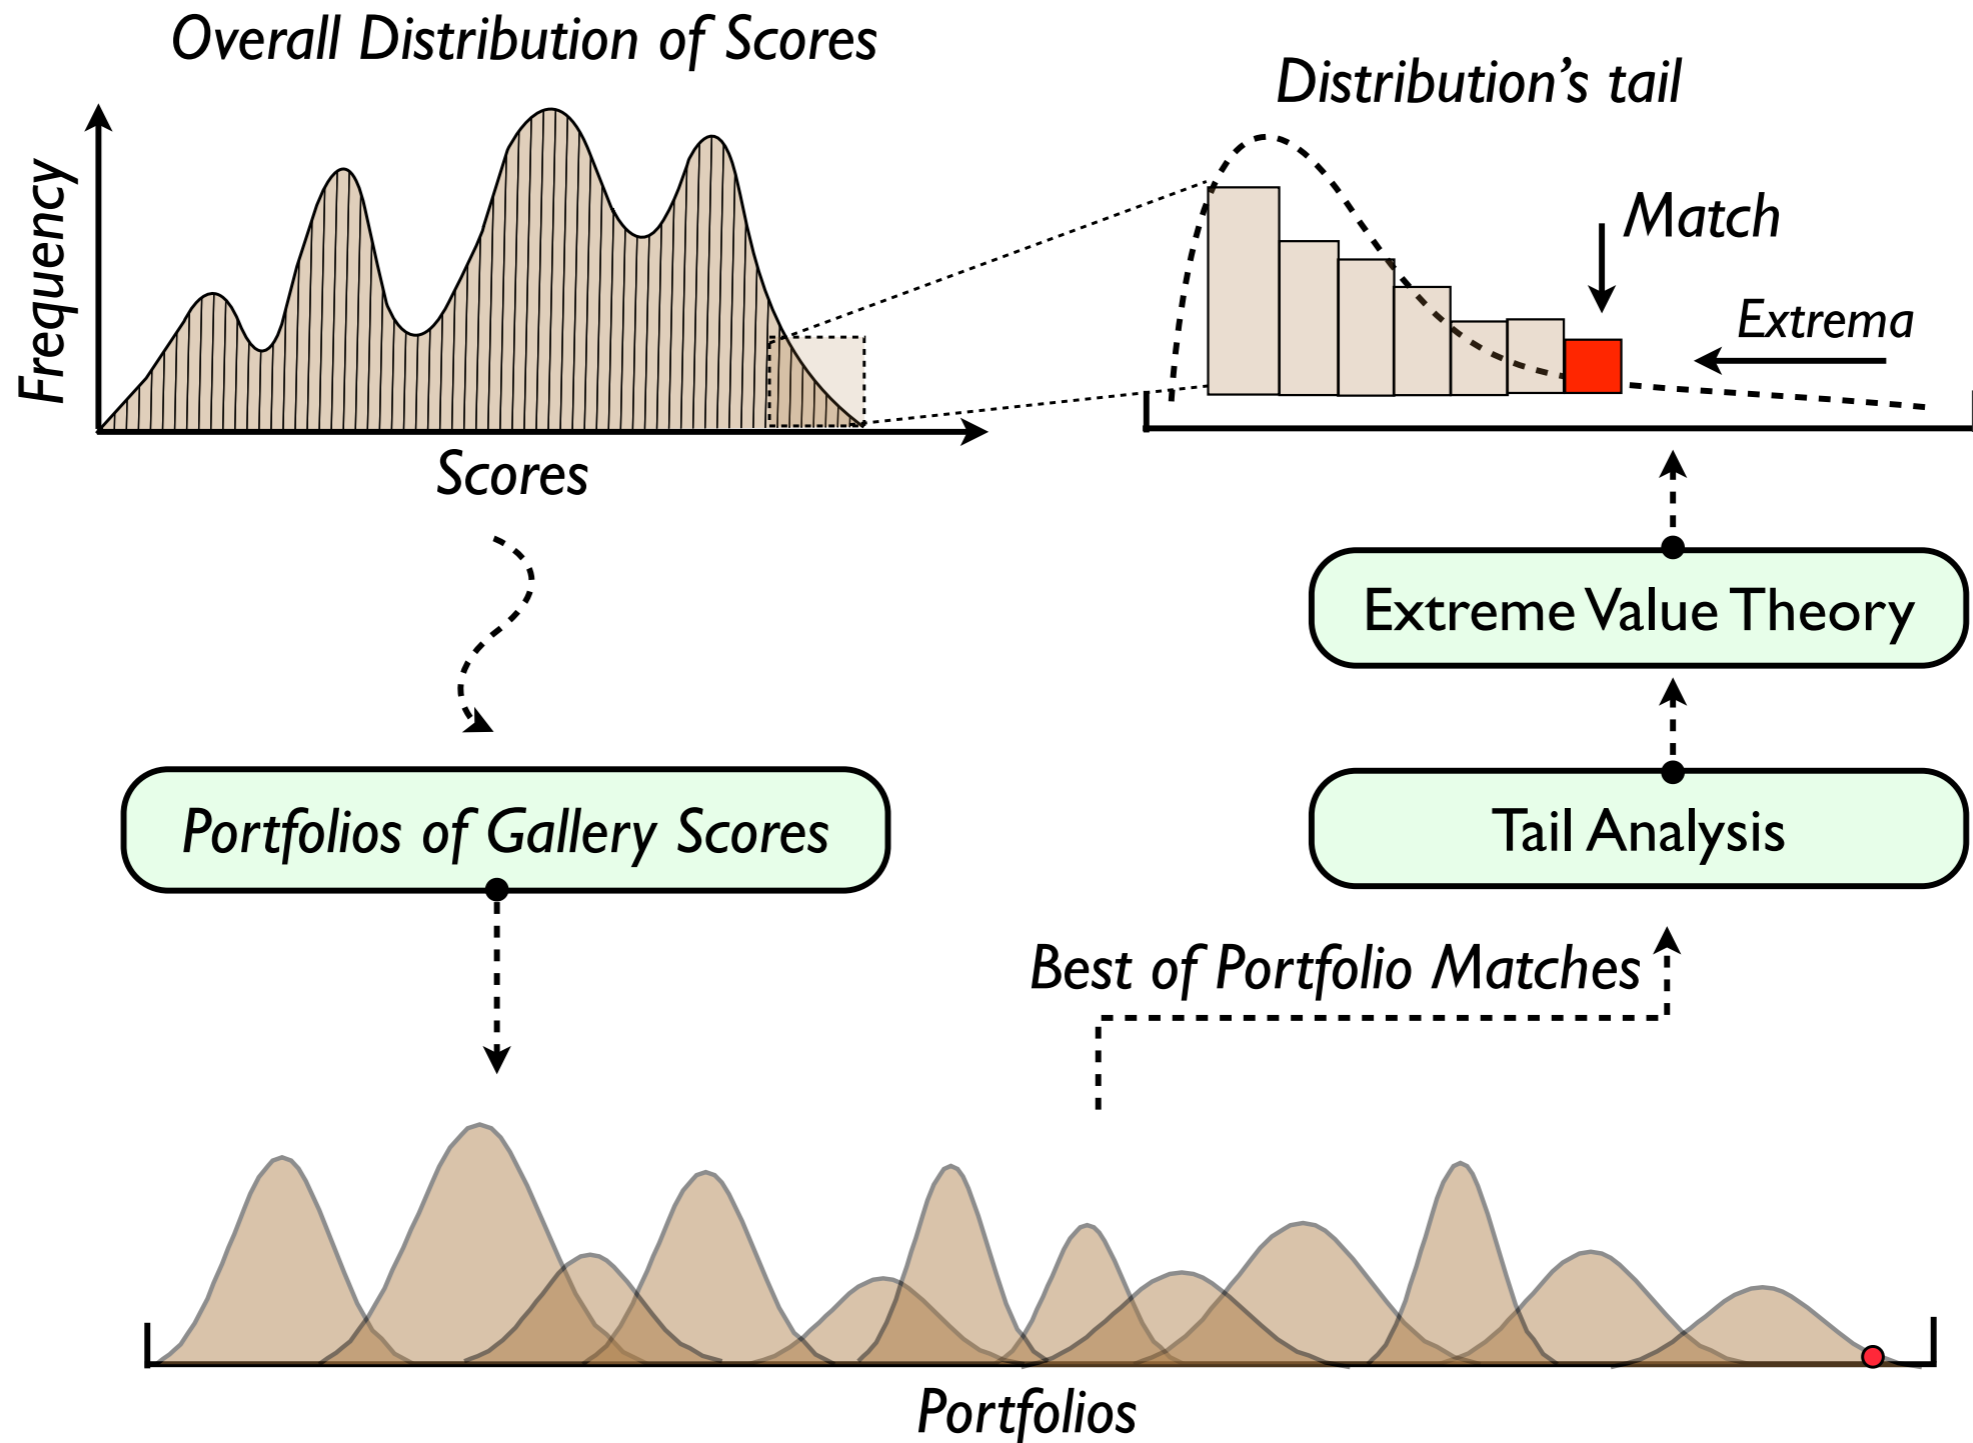 Overall Distribution of Scores
Distribution's tail
Frequency
Match
Extrema
Scores
Extreme Value Theory
Portfolios of Gallery Scores
Tail Analysis
Best of Portfolio Matches
Portfolios